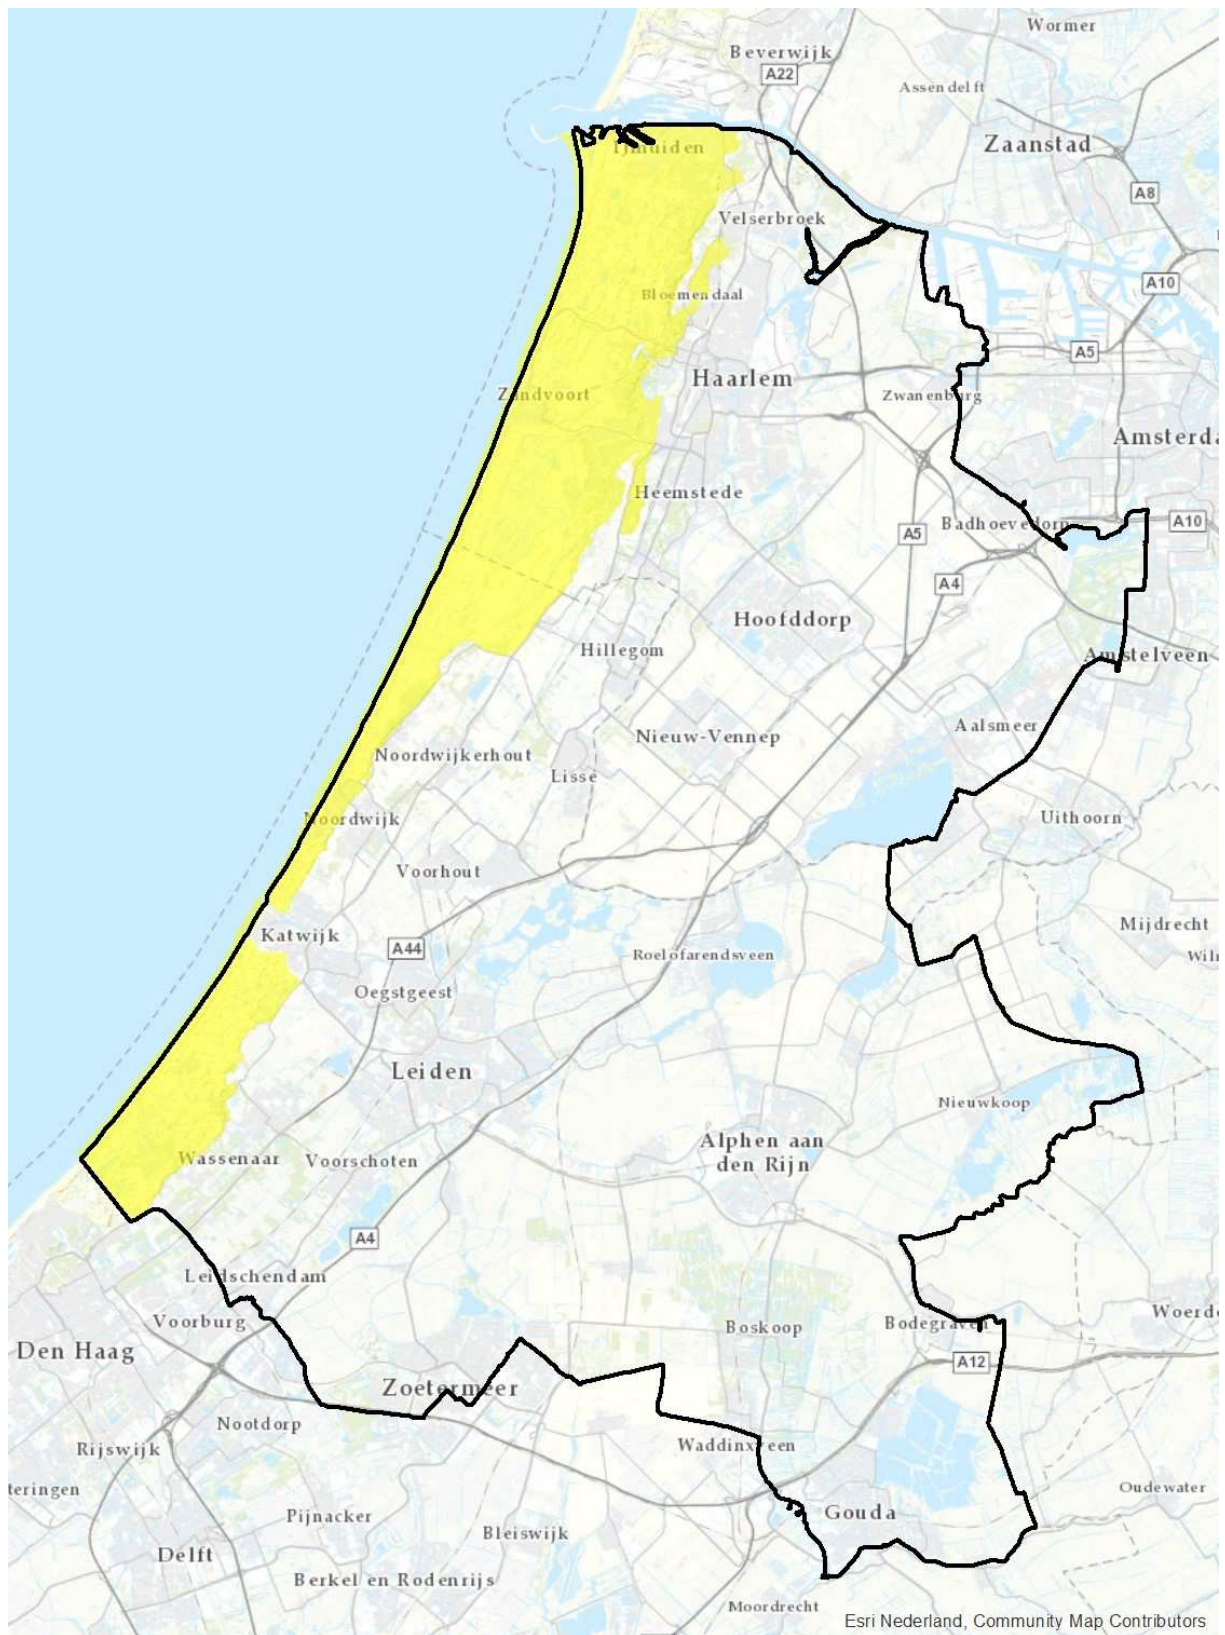 Wormer
Beverwijk
A22
Assendelft
Zaanstad
IJmuiden
A8
Velserbroek
A10
Bloemendaal
A5
Haarlem
Zandvoort
Zwanenburg
Amsterda
Heemstede
Badhoevedorp
A10
A5
A4
Hoofddorp
Hillegom
Amstelveen
Aalsmeer
Nieuw-Vennep
Noordwijkerhout
Lisse
Noordwijk
Uithoorn
Voorhout
Mijdrecht
Katwijk
A44
Roelofarendsveen
Wiln
Oegstgeest
Leiden
Nieuwkoop
Alphen aan
den Rijn
Wassenaar
Voorschoten
A4
Leidschendam
Woerde
Voorburg
Boskoop
Bodegraven
Den Haag
A12
Zoetermeer
Nootdorp
Rijswijk
Waddinxveen
teringen
Oudewater
Gouda
Pijnacker
Bleiswijk
Delft
Berkel en Rodenrijs
Moordrecht
Esri Nederland, Community Map Contributors